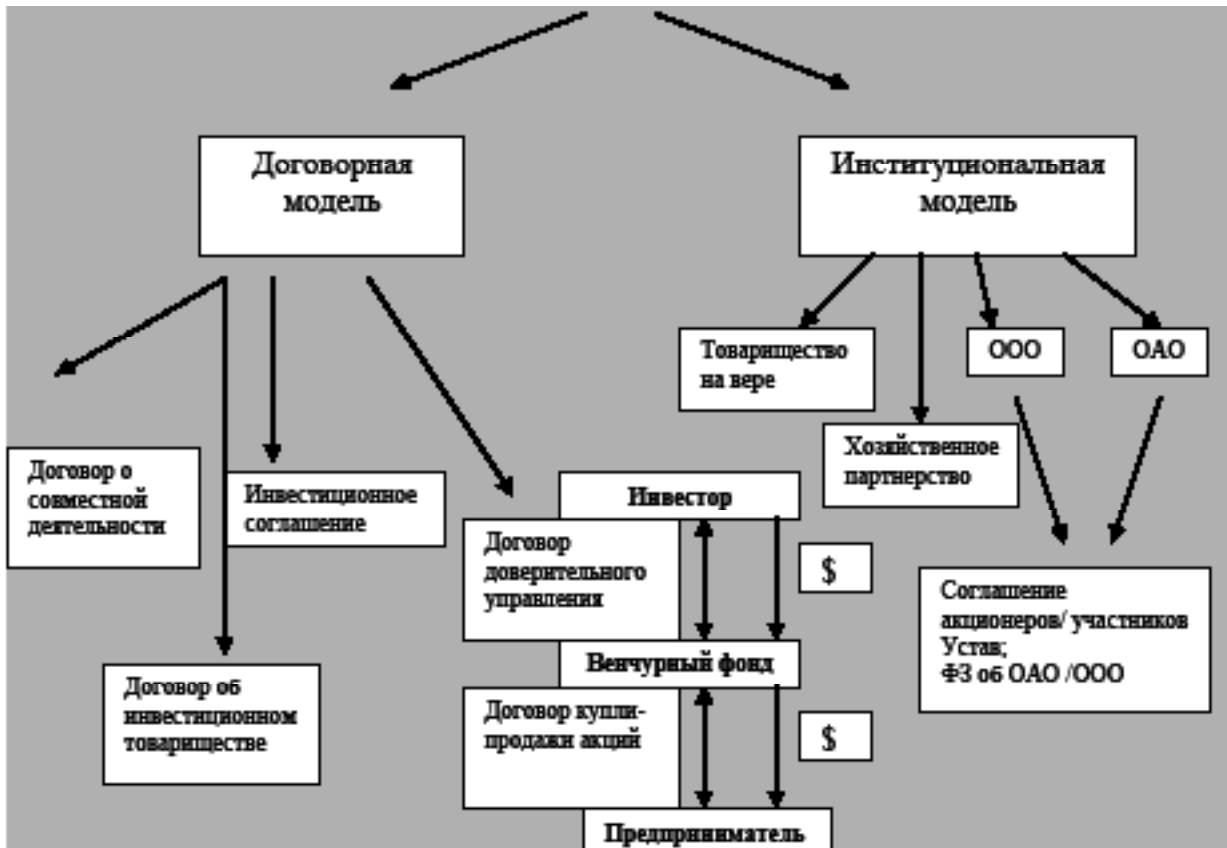 Договорная
модель
Институциональная
модель
Товарищество
на вере
ООО
ОАО
Хозяйственное
партнерство
Договор о
совместной
деятельности
Инвестиционное
соглашение
Инвестор
Договор
доверительного
управления
$
Соглашение
акционеров/ участников
Устав;
ФЗ об ОАО /ООО
Венчурный фонд
Договор об
инвестиционном
товариществе
Договор купли-
продажи акций
$
Предприниматель